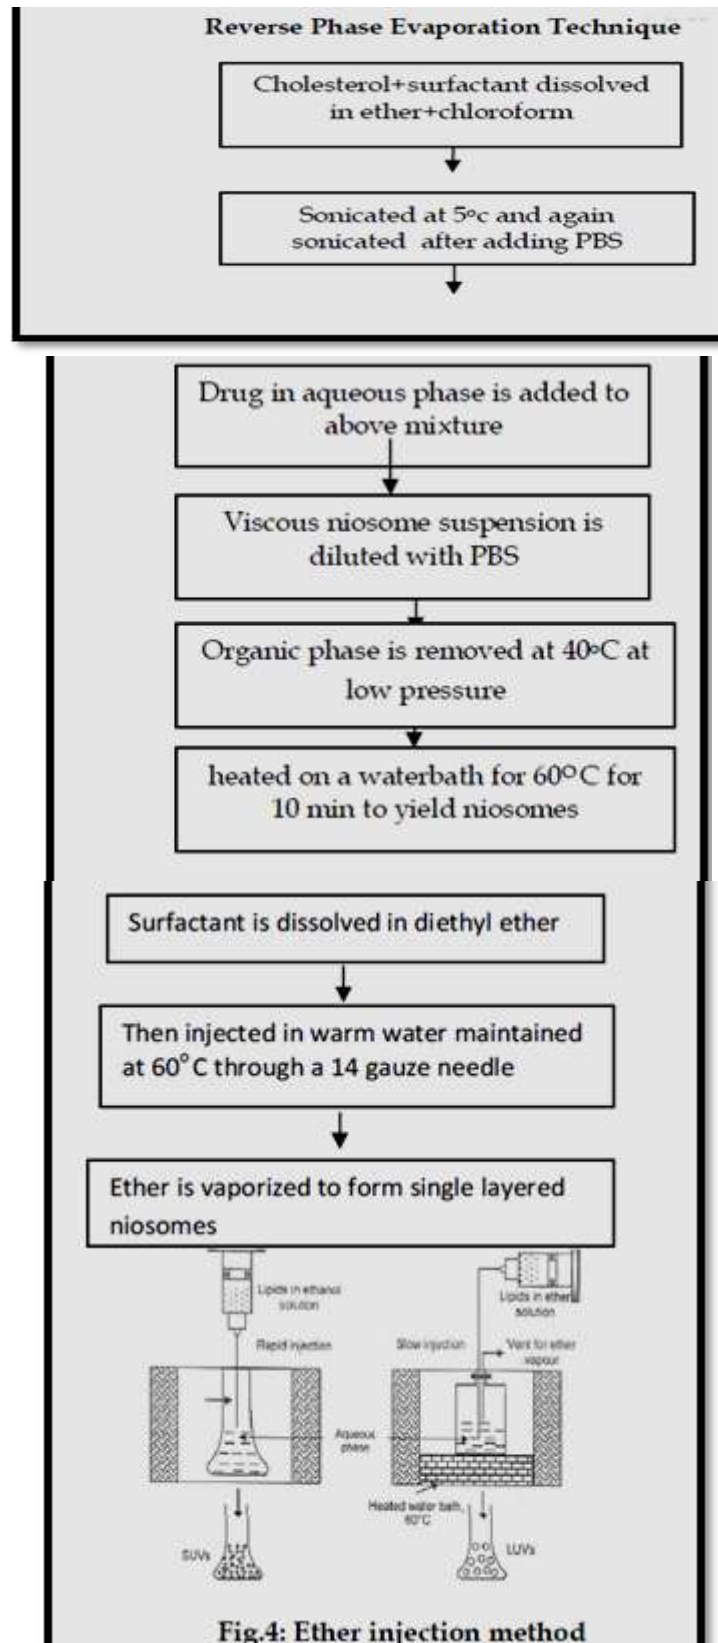 Reverse Phase Evaporation Technique
Cholesterol+surfactant dissolved
in ether+chloroform
Sonicated at 5°c and again
sonicated after adding PBS
Drug in aqueous phase is added to
above mixture
Viscous niosome suspension is
diluted with PBS
Organic phase is removed at 40°C at
low pressure
heated on a waterbath for 60°C for
10 min to yield niosomes
Surfactant is dissolved in diethyl ether
Then injected in warm water maintained
at 60°C through a 14 gauze needle
Ether is vaporized to form single layered
niosomes
Lipids in ethanol
solution
Rapid injection
Lipids in ether
solution
Slow injection
Vent for ether
vapour
Aqueous
phase
Heated water bath,
60°C
SUVs
LUVs
Fig.4: Ether injection method